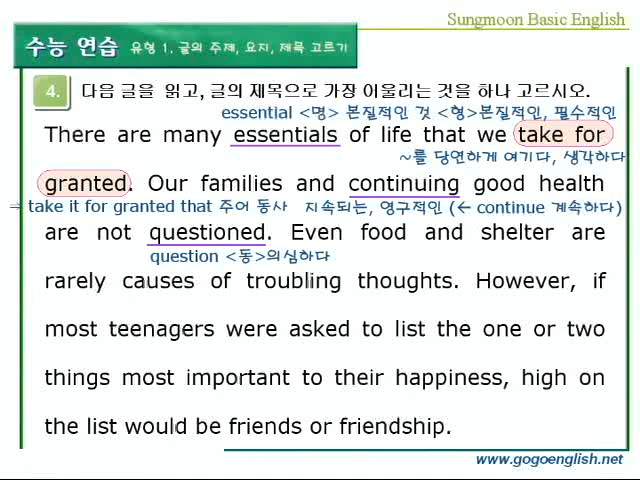 Sungmoon Basic English
수능 연습 유형 1. 글의 주제, 요지, 제목 고르기
4. 다음 글을 읽고, 글의 제목으로 가장 어울리는 것을 하나 고르시오.
essential <명> 본질적인 것 <형>본질적인, 필수적인
There are many essentials of life that we take for
~를 당연하게 여기다, 생각하다
granted. Our families and continuing good health
⇒ take it for granted that 주어 동사 지속되는, 영구적인 (← continue 계속하다)
are not questioned. Even food and shelter are
question <동>의심하다
rarely causes of troubling thoughts. However, if
most teenagers were asked to list the one or two
things most important to their happiness, high on
the list would be friends or friendship.
www.gogoenglish.net